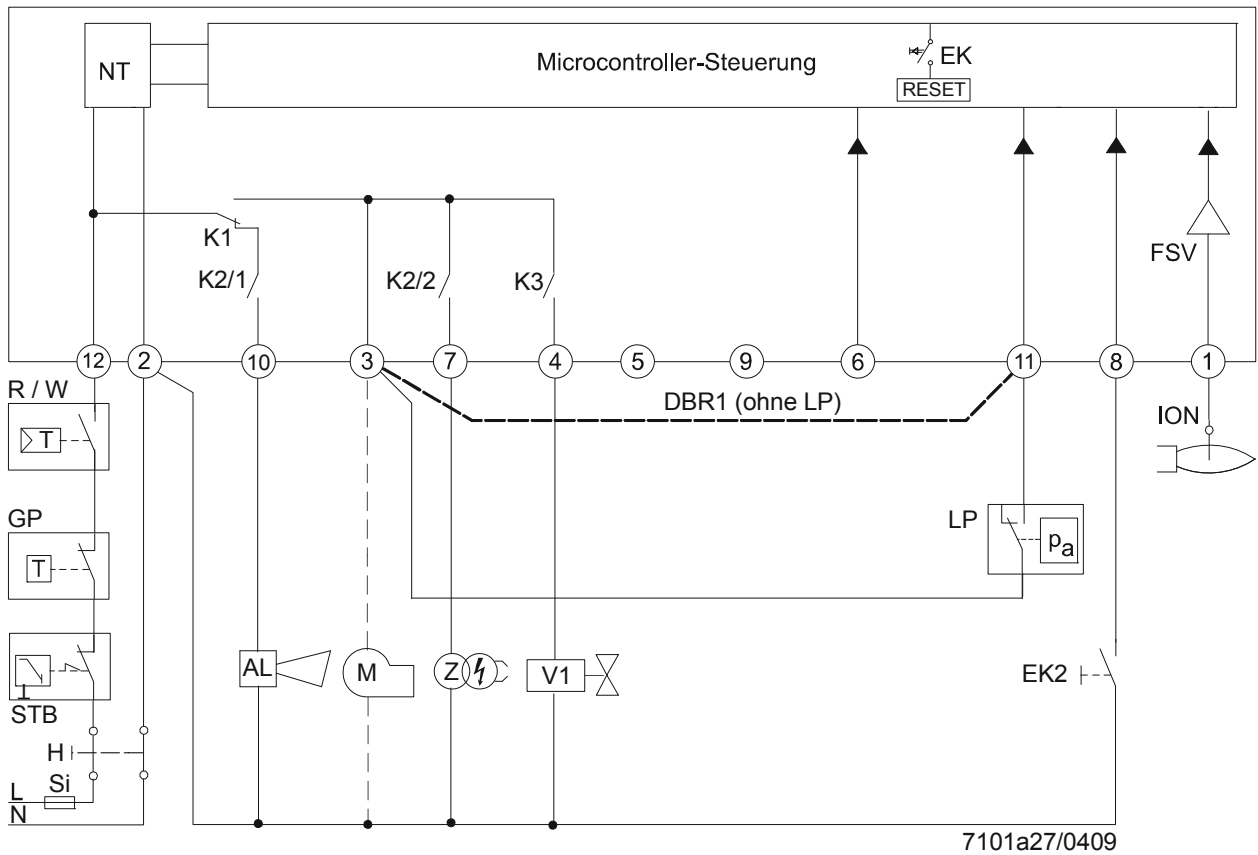 NT
Microcontroller-Steuerung
EK
RESET
K1
FSV
K2/1
K2/2
K3
12
2
10
3
7
4
5
9
6
11
8
1
R / W
DBR1 (ohne LP)
ION
T
GP
LP
T
pa
AL
M
Z
V1
EK2
STB
H
Si
L
N
7101a27/0409